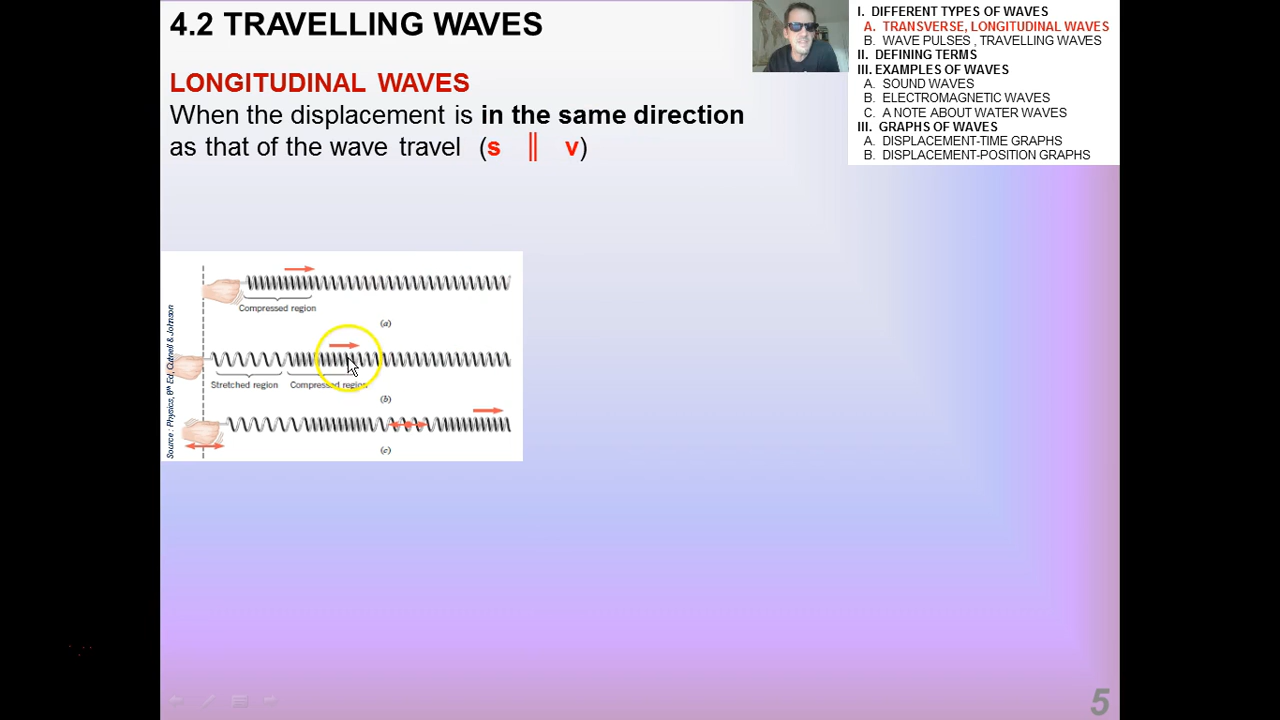 4.2 TRAVELLING WAVES
LONGITUDINAL WAVES
When the displacement is in the same direction
as that of the wave travel (s ║ v)
I. DIFFERENT TYPES OF WAVES
A. TRANSVERSE, LONGITUDINAL WAVES
B. WAVE PULSES , TRAVELLING WAVES
II. DEFINING TERMS
III. EXAMPLES OF WAVES
A. SOUND WAVES
B. ELECTROMAGNETIC WAVES
C. A NOTE ABOUT WATER WAVES
III. GRAPHS OF WAVES
A. DISPLACEMENT-TIME GRAPHS
B. DISPLACEMENT-POSITION GRAPHS
Source : Physics, 6th Ed, Cutnell & Johnson
Compressed region
(a)
Stretched region Compressed region
(b)
(c)
5